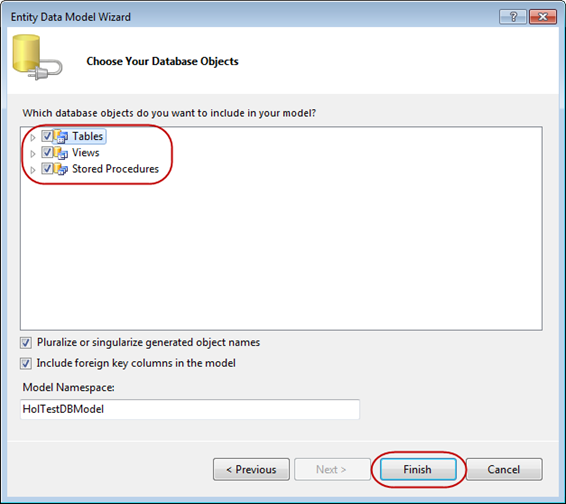 Entity Data Model Wizard
Choose Your Database Objects
Which database objects do you want to include in your model?
Tables
Views
Stored Procedures
Pluralize or singularize generated object names
Include foreign key columns in the model
Model Namespace:
HolTestDBModel
< Previous Next > Finish Cancel